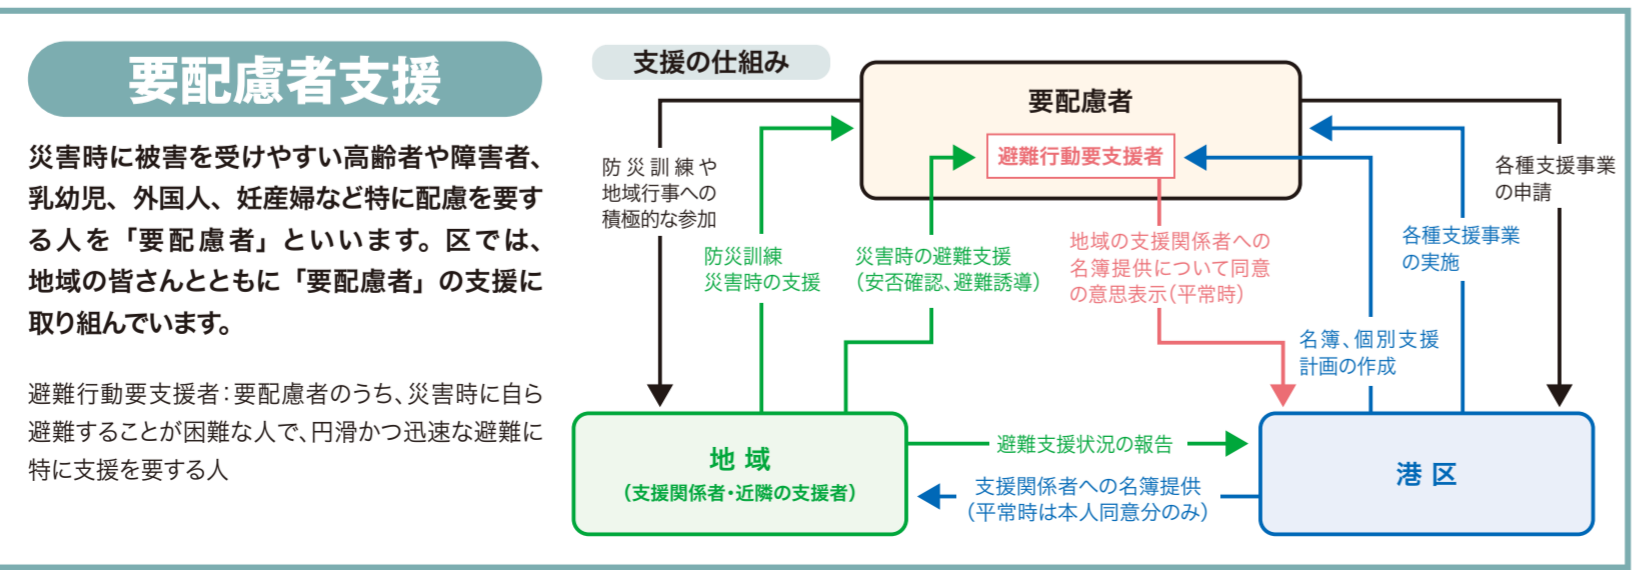 要配慮者支援
災害時に被害を受けやすい高齢者や障害者、
乳幼児、外国人、妊産婦など特に配慮を要す
る人を「要配慮者」といいます。区では、
地域の皆さんとともに「要配慮者」の支援に
取り組んでいます。
避難行動要支援者：要配慮者のうち、災害時に自ら
避難することが困難な人で、円滑かつ迅速な避難に
特に支援を要する人
支援の仕組み
要配慮者
避難行動要支援者
防災訓練や
地域行事への
積極的な参加
防災訓練
災害時の支援
災害時の避難支援
（安否確認、避難誘導）
地域の支援関係者への
名簿提供について同意
の意思表示（平常時）
名簿、個別支援
計画の作成
各種支援事業
の実施
各種支援事業
の申請
地域
（支援関係者・近隣の支援者）
避難支援状況の報告
支援関係者への名簿提供
（平常時は本人同意分のみ）
港区